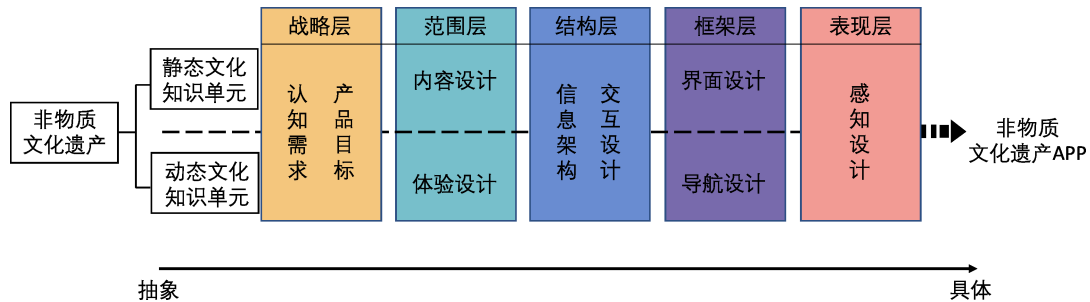 非物质
文化遗产
静态文化
知识单元
动态文化
知识单元
战略层
认知需求
产品目标
范围层
内容设计
体验设计
结构层
信息架构
交互设计
框架层
界面设计
导航设计
表现层
感知设计
非物质
文化遗产APP
抽象
具体